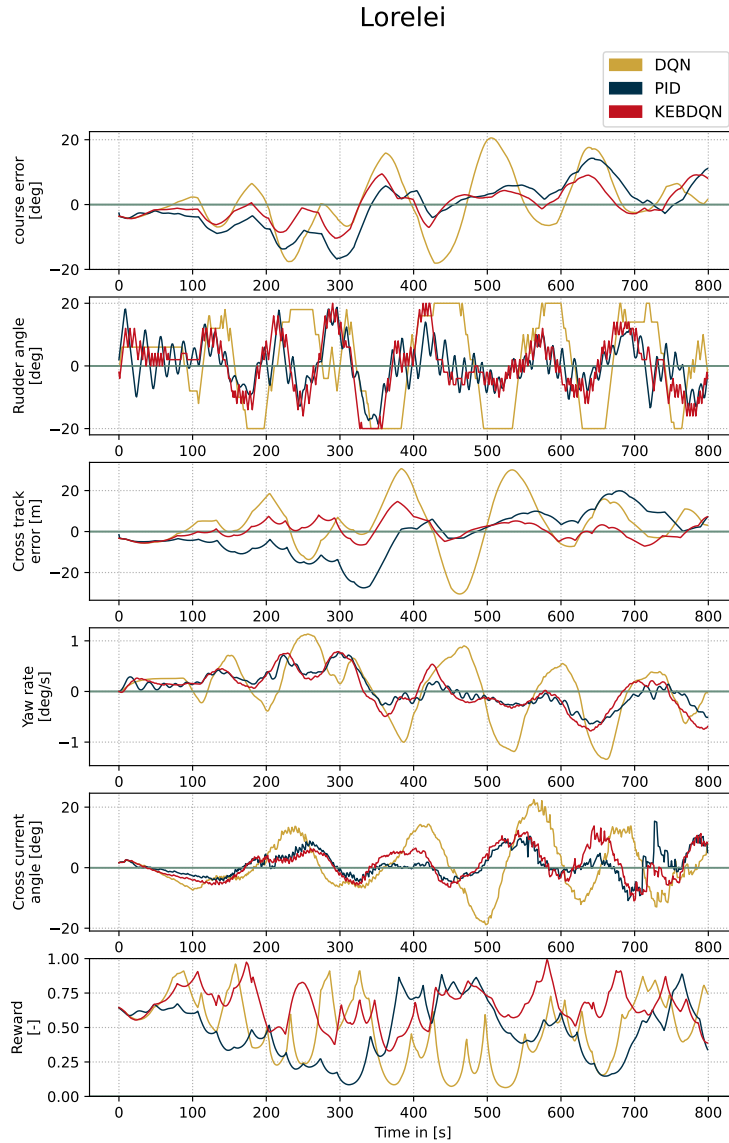 Lorelei
DQN
PID
KEBDQN
course error
[deg]
20
0
−20
0 100 200 300 400 500 600 700 800
Rudder angle
[deg]
20
0
−20
0 100 200 300 400 500 600 700 800
Cross track
error [m]
20
0
−20
0 100 200 300 400 500 600 700 800
Yaw rate
[deg/s]
1
0
−1
0 100 200 300 400 500 600 700 800
Cross current
angle [deg]
20
0
−20
0 100 200 300 400 500 600 700 800
Reward
[-]
1.00
0.75
0.50
0.25
0.00
0 100 200 300 400 500 600 700 800
Time in [s]